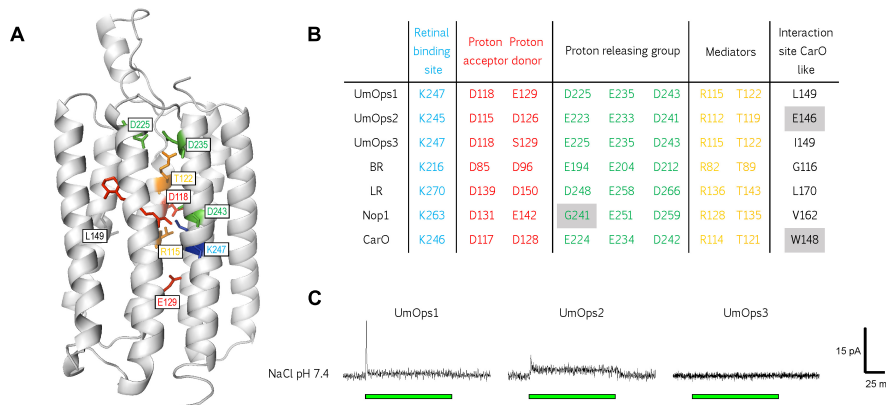 A
D225
D235
T122
D118
D243
L149
R115
K247
E129
B
Retinal binding site
Proton acceptor
Proton donor
Proton releasing group
Mediators
Interaction site CarO like
UmOps1 K247 D118 E129 D225 E235 D243 R115 T122 L149
UmOps2 K245 D115 D126 E223 E233 D241 R112 T119 E146
UmOps3 K247 D118 S129 D225 E235 D243 R115 T122 I149
BR K216 D85 D96 E194 E204 D212 R82 T89 G116
LR K270 D139 D150 D248 E258 D266 R136 T143 L170
Nop1 K263 D131 E142 G241 E251 D259 R128 T135 V162
CarO K246 D117 D128 E224 E234 D242 R114 T121 W148
C
UmOps1 UmOps2 UmOps3
NaCl pH 7.4
15 pA
25 m